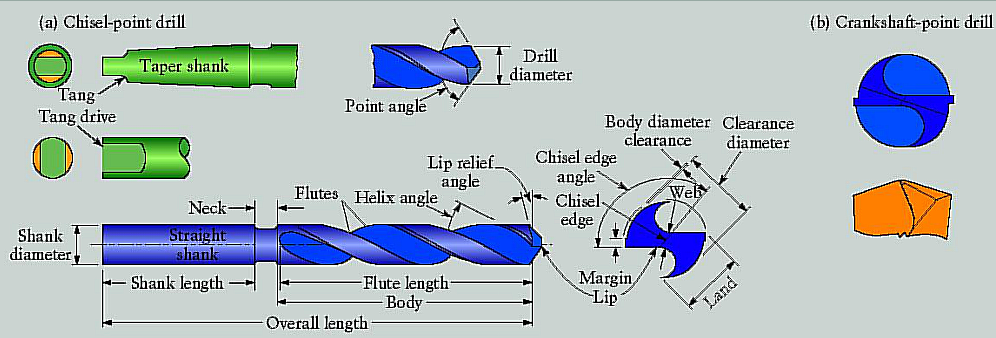 (a) Chisel-point drill
(b) Crankshaft-point drill
Taper shank
Tang
Tang drive
Drill
diameter
Point angle
Body diameter
clearance
Clearance
diameter
Chisel edge
angle
Web
Chisel
edge
Lip relief
angle
Flutes
Helix angle
Neck
Shank
diameter
Straight
shank
Shank length
Flute length
Body
Overall length
Margin
Lip
Land